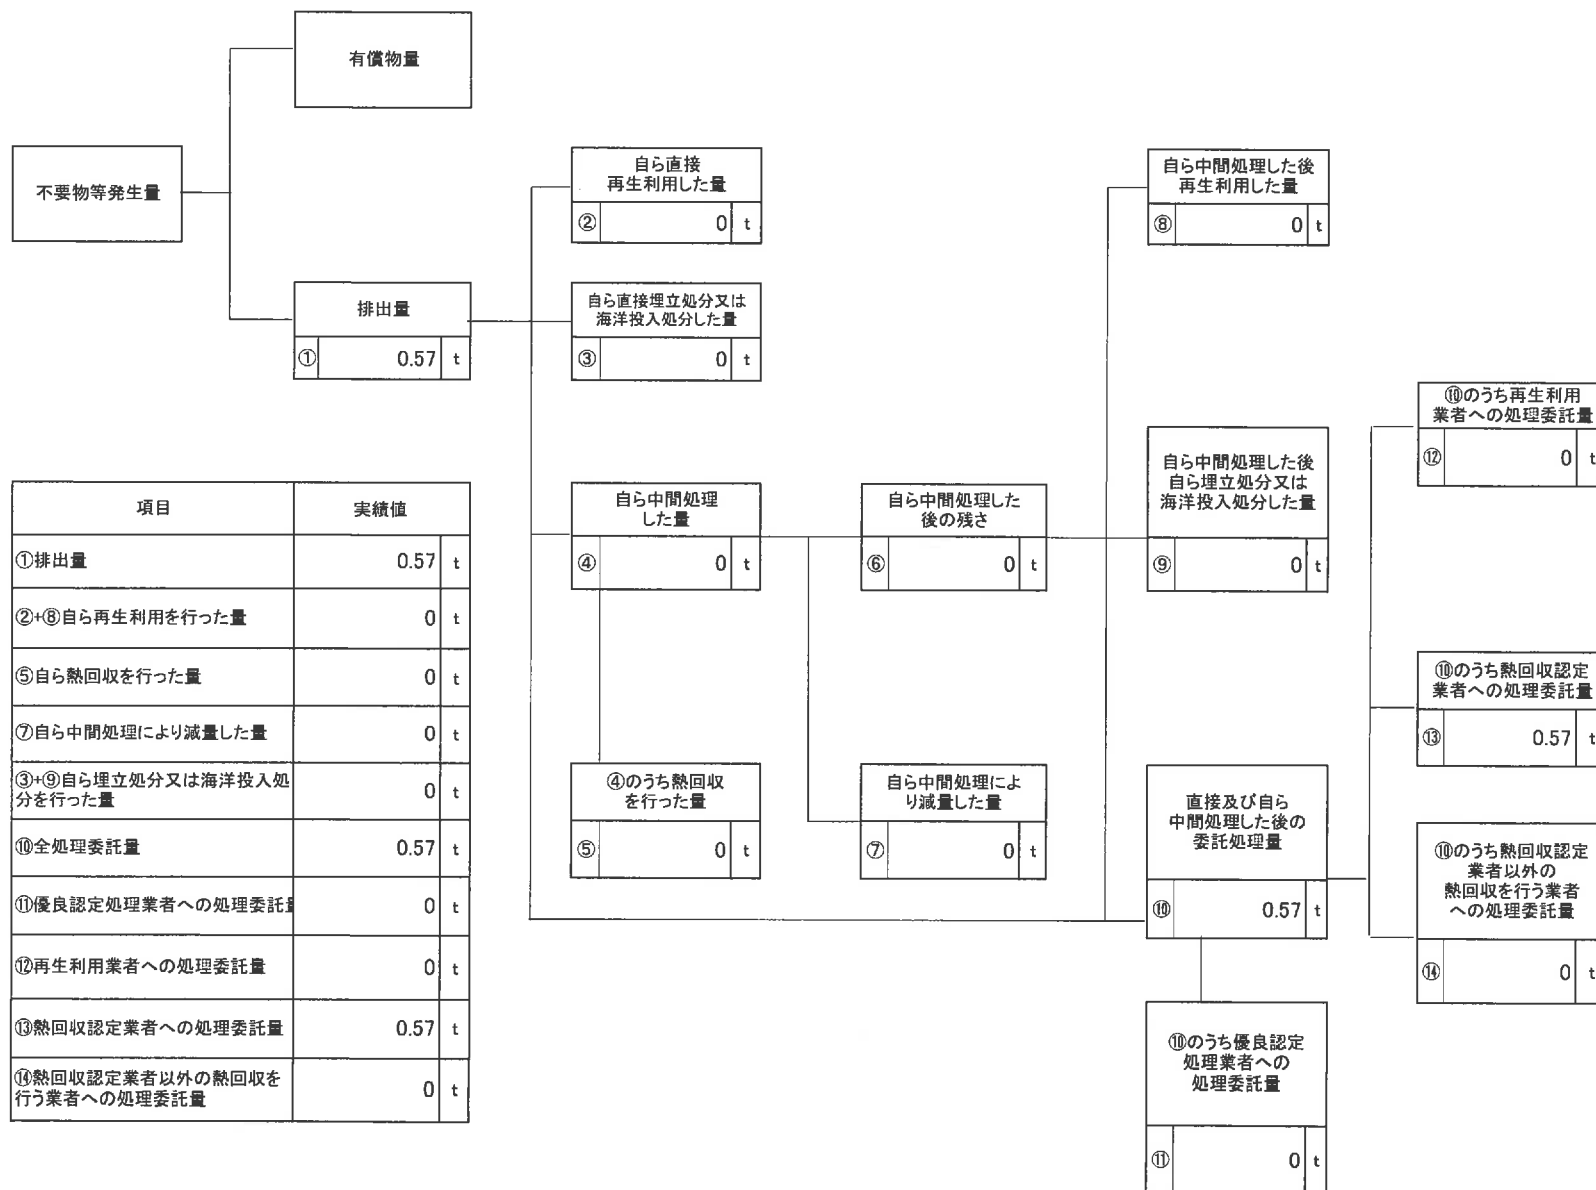 有償物量
不要物等発生量
排出量
① 0.57 t
自ら直接
再生利用した量
② 0 t
自ら直接埋立処分又は
海洋投入処分した量
③ 0 t
自ら中間処理
した量
④ 0 t
④のうち熱回収
を行った量
⑤ 0 t
自ら中間処理した
後の残さ
⑥ 0 t
自ら中間処理によ
り減量した量
⑦ 0 t
自ら中間処理した後
再生利用した量
⑧ 0 t
自ら中間処理した後
自ら埋立処分又は
海洋投入処分した量
⑨ 0 t
直接及び自ら
中間処理した後の
委託処理量
⑩ 0.57 t
⑩のうち優良認定
処理業者への
処理委託量
⑪ 0 t
⑩のうち再生利用
業者への処理委託量
⑫ 0 t
⑩のうち熱回収認定
業者への処理委託量
⑬ 0.57 t
⑩のうち熱回収認定
業者以外の
熱回収を行う業者
への処理委託量
⑭ 0 t
項目 実績値
①排出量 0.57 t
②+⑧自ら再生利用を行った量 0 t
⑤自ら熱回収を行った量 0 t
⑦自ら中間処理により減量した量 0 t
③+⑨自ら埋立処分又は海洋投入処
分を行った量 0 t
⑩全処理委託量 0.57 t
⑪優良認定処理業者への処理委託 0 t
⑫再生利用業者への処理委託量 0 t
⑬熱回収認定業者への処理委託量 0.57 t
⑭熱回収認定業者以外の熱回収を
行う業者への処理委託量 0 t